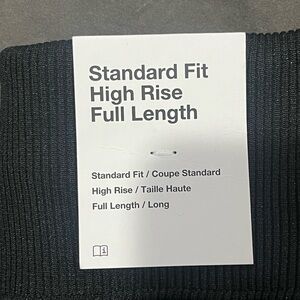 Standard Fit
High Rise
Full Length
Standard Fit / Coupe Standard
High Rise / Taille Haute
Full Length / Long